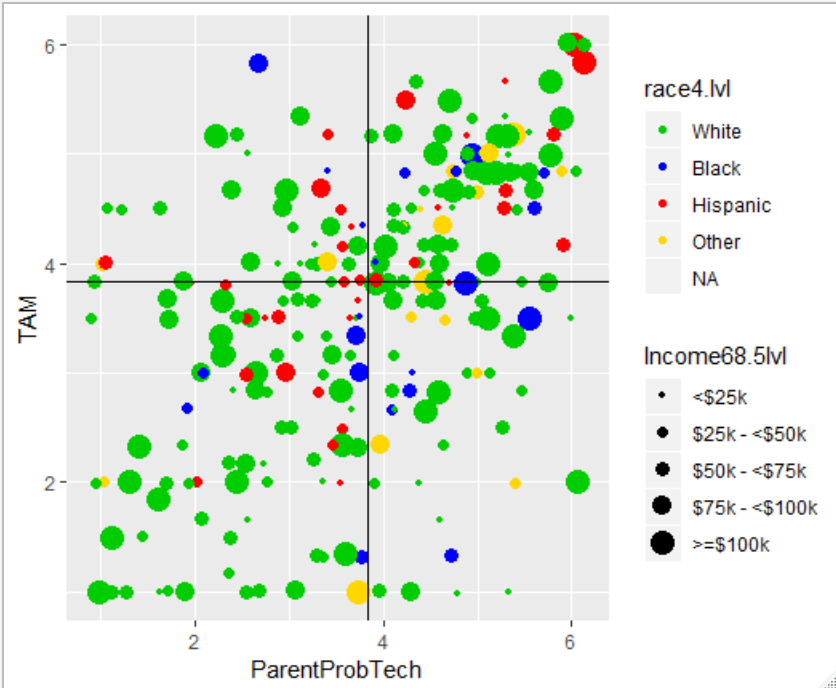 6
4
2
TAM
2
4
6
ParentProbTech
race4.lvl
White
Black
Hispanic
Other
NA
Income68.5lvl
<$25k
$25k - <$50k
$50k - <$75k
$75k - <$100k
>=$100k